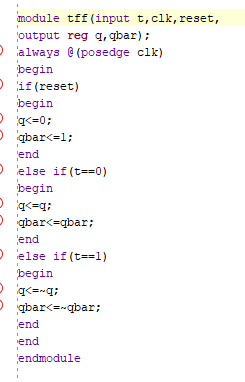 module tff(input t,clk,reset,
output reg q,qbar);
always @(posedge clk)
begin
if(reset)
begin
q<=0;
qbar<=1;
end
else if(t==0)
begin
q<=q;
qbar<=qbar;
end
else if(t==1)
begin
q<=~q;
qbar<=~qbar;
end
end
endmodule